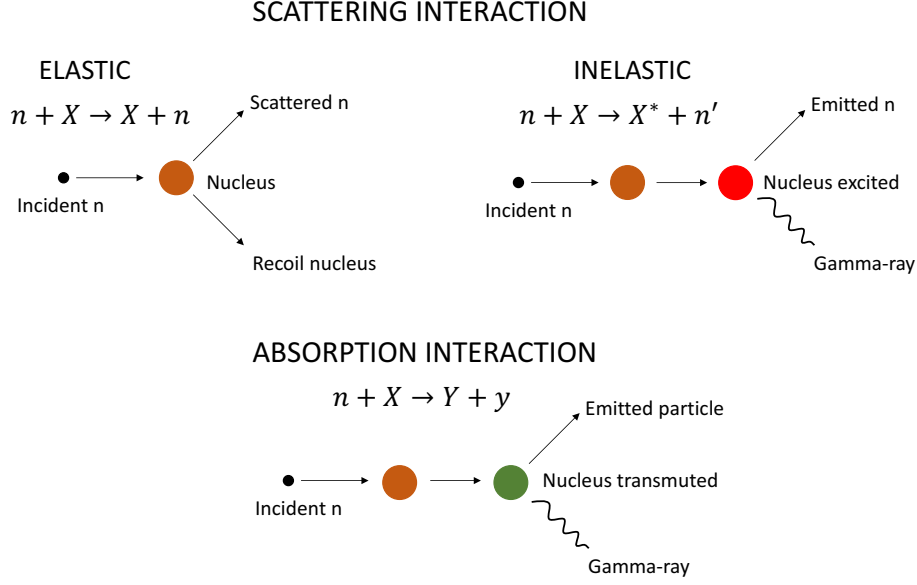 SCATTERING INTERACTION
ELASTIC
n + X → X + n
Scattered n
Nucleus
Incident n
Recoil nucleus
INELASTIC
n + X → X* + n′
Emitted n
Nucleus excited
Incident n
Gamma-ray
ABSORPTION INTERACTION
n + X → Y + y
Emitted particle
Nucleus transmuted
Incident n
Gamma-ray